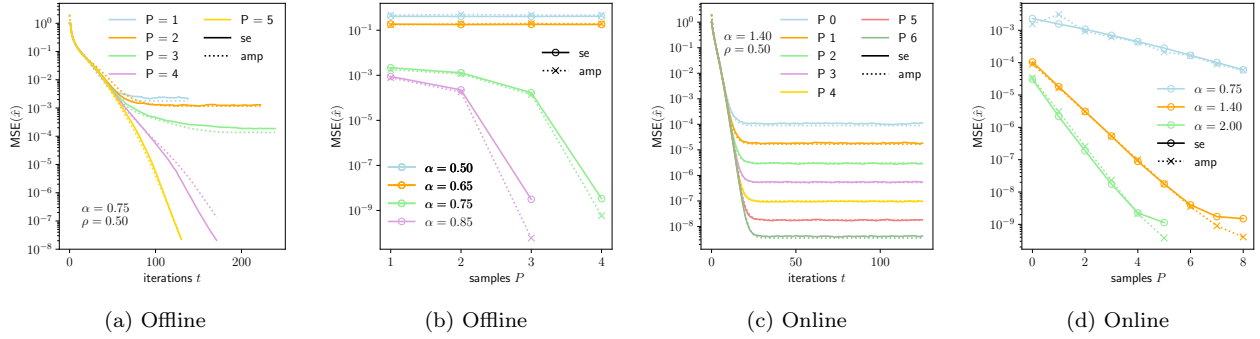 10⁰
10⁻¹
10⁻²
10⁻³
10⁻⁴
10⁻⁵
10⁻⁶
10⁻⁷
10⁻⁸
MSE(x̂)
P = 1
P = 2
P = 3
P = 4
P = 5
se
amp
α = 0.75
ρ = 0.50
0 100 200
iterations t
(a) Offline
10⁻¹
10⁻³
10⁻⁵
10⁻⁷
10⁻⁹
MSE(x̂)
se
amp
α = 0.50
α = 0.65
α = 0.75
α = 0.85
1 2 3 4
samples P
(b) Offline
10⁰
10⁻¹
10⁻²
10⁻³
10⁻⁴
10⁻⁵
10⁻⁶
10⁻⁷
10⁻⁸
MSE(x̂)
α = 1.40
ρ = 0.50
P 0
P 1
P 2
P 3
P 4
P 5
P 6
se
amp
0 50 100
iterations t
(c) Online
10⁻³
10⁻⁴
10⁻⁵
10⁻⁶
10⁻⁷
10⁻⁸
10⁻⁹
MSE(x̂)
α = 0.75
α = 1.40
α = 2.00
se
amp
0 2 4 6 8
samples P
(d) Online